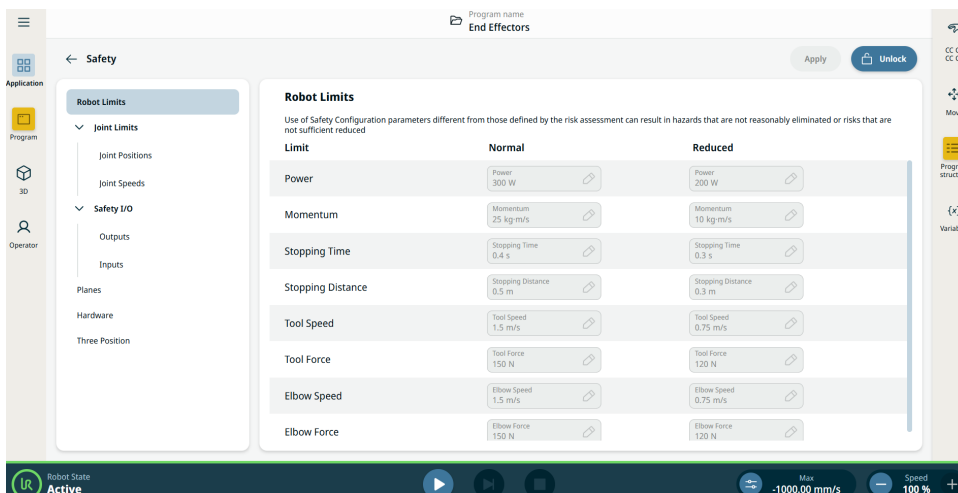 Program name
End Effectors
Application
Program
3D
Operator
Safety
Apply
Unlock
Robot Limits
Joint Limits
Joint Positions
Joint Speeds
Safety I/O
Outputs
Inputs
Planes
Hardware
Three Position
Robot Limits
Use of Safety Configuration parameters different from those defined by the risk assessment can result in hazards that are not reasonably eliminated or risks that are
not sufficient reduced
Limit Normal Reduced
Power
Power
300 W
Power
200 W
Momentum
Momentum
25 kg·m/s
Momentum
10 kg·m/s
Stopping Time
Stopping Time
0.4 s
Stopping Time
0.3 s
Stopping Distance
Stopping Distance
0.5 m
Stopping Distance
0.3 m
Tool Speed
Tool Speed
1.5 m/s
Tool Speed
0.75 m/s
Tool Force
Tool Force
150 N
Tool Force
120 N
Elbow Speed
Elbow Speed
1.5 m/s
Elbow Speed
0.75 m/s
Elbow Force
Elbow Force
150 N
Elbow Force
120 N
CC
CC
Mov
Progr
struct
{x}
Variab
Robot State
Active
Max
-1000.00 mm/s
Speed
100 %